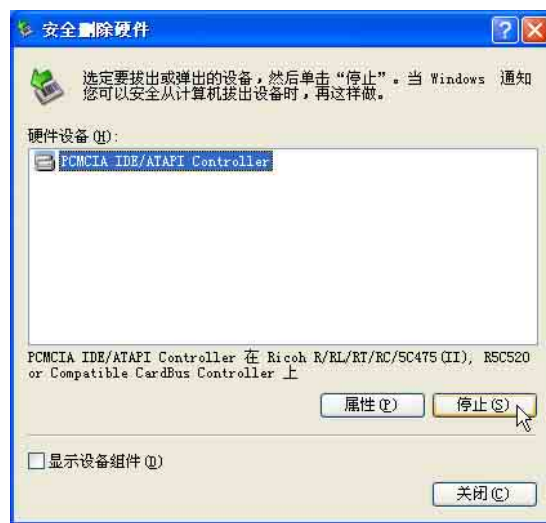 安全删除硬件
选定要拔出或弹出的设备，然后单击“停止”。当 Windows 通知
您可以安全从计算机拔出设备时，再这样做。
硬件设备(H):
PCMCIA IDE/ATAPI Controller
PCMCIA IDE/ATAPI Controller 在 Ricoh R/RL/RT/RC/5C475(II), R5C520
or Compatible CardBus Controller 上
属性(P)
停止(S)
显示设备组件(D)
关闭(C)